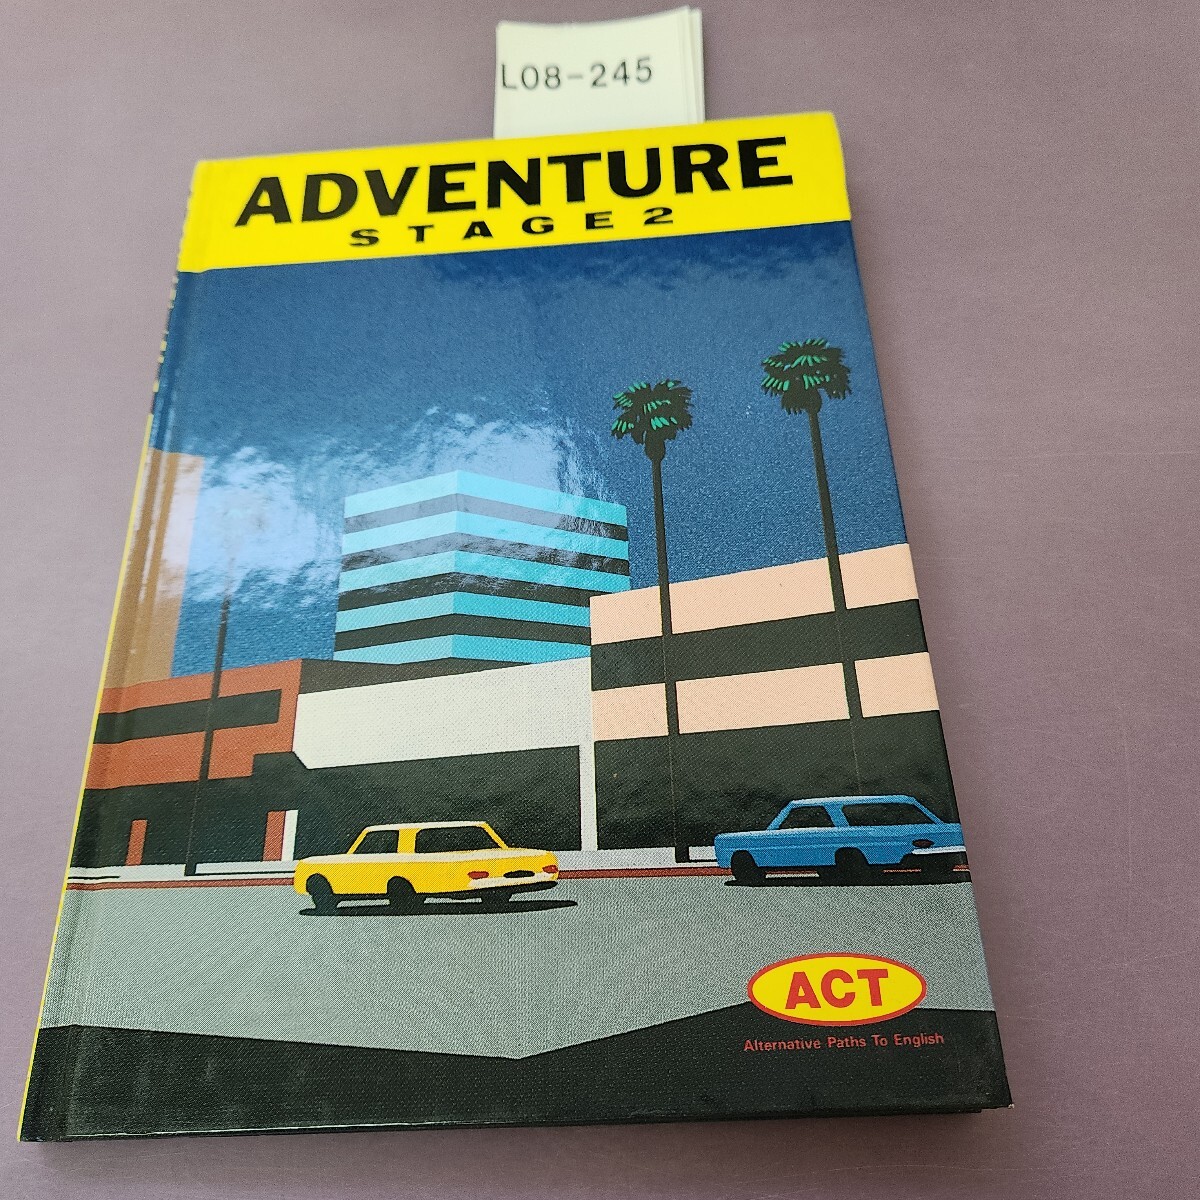 L08-245
ADVENTURE
STAGE2
ACT
Alternative Paths To English